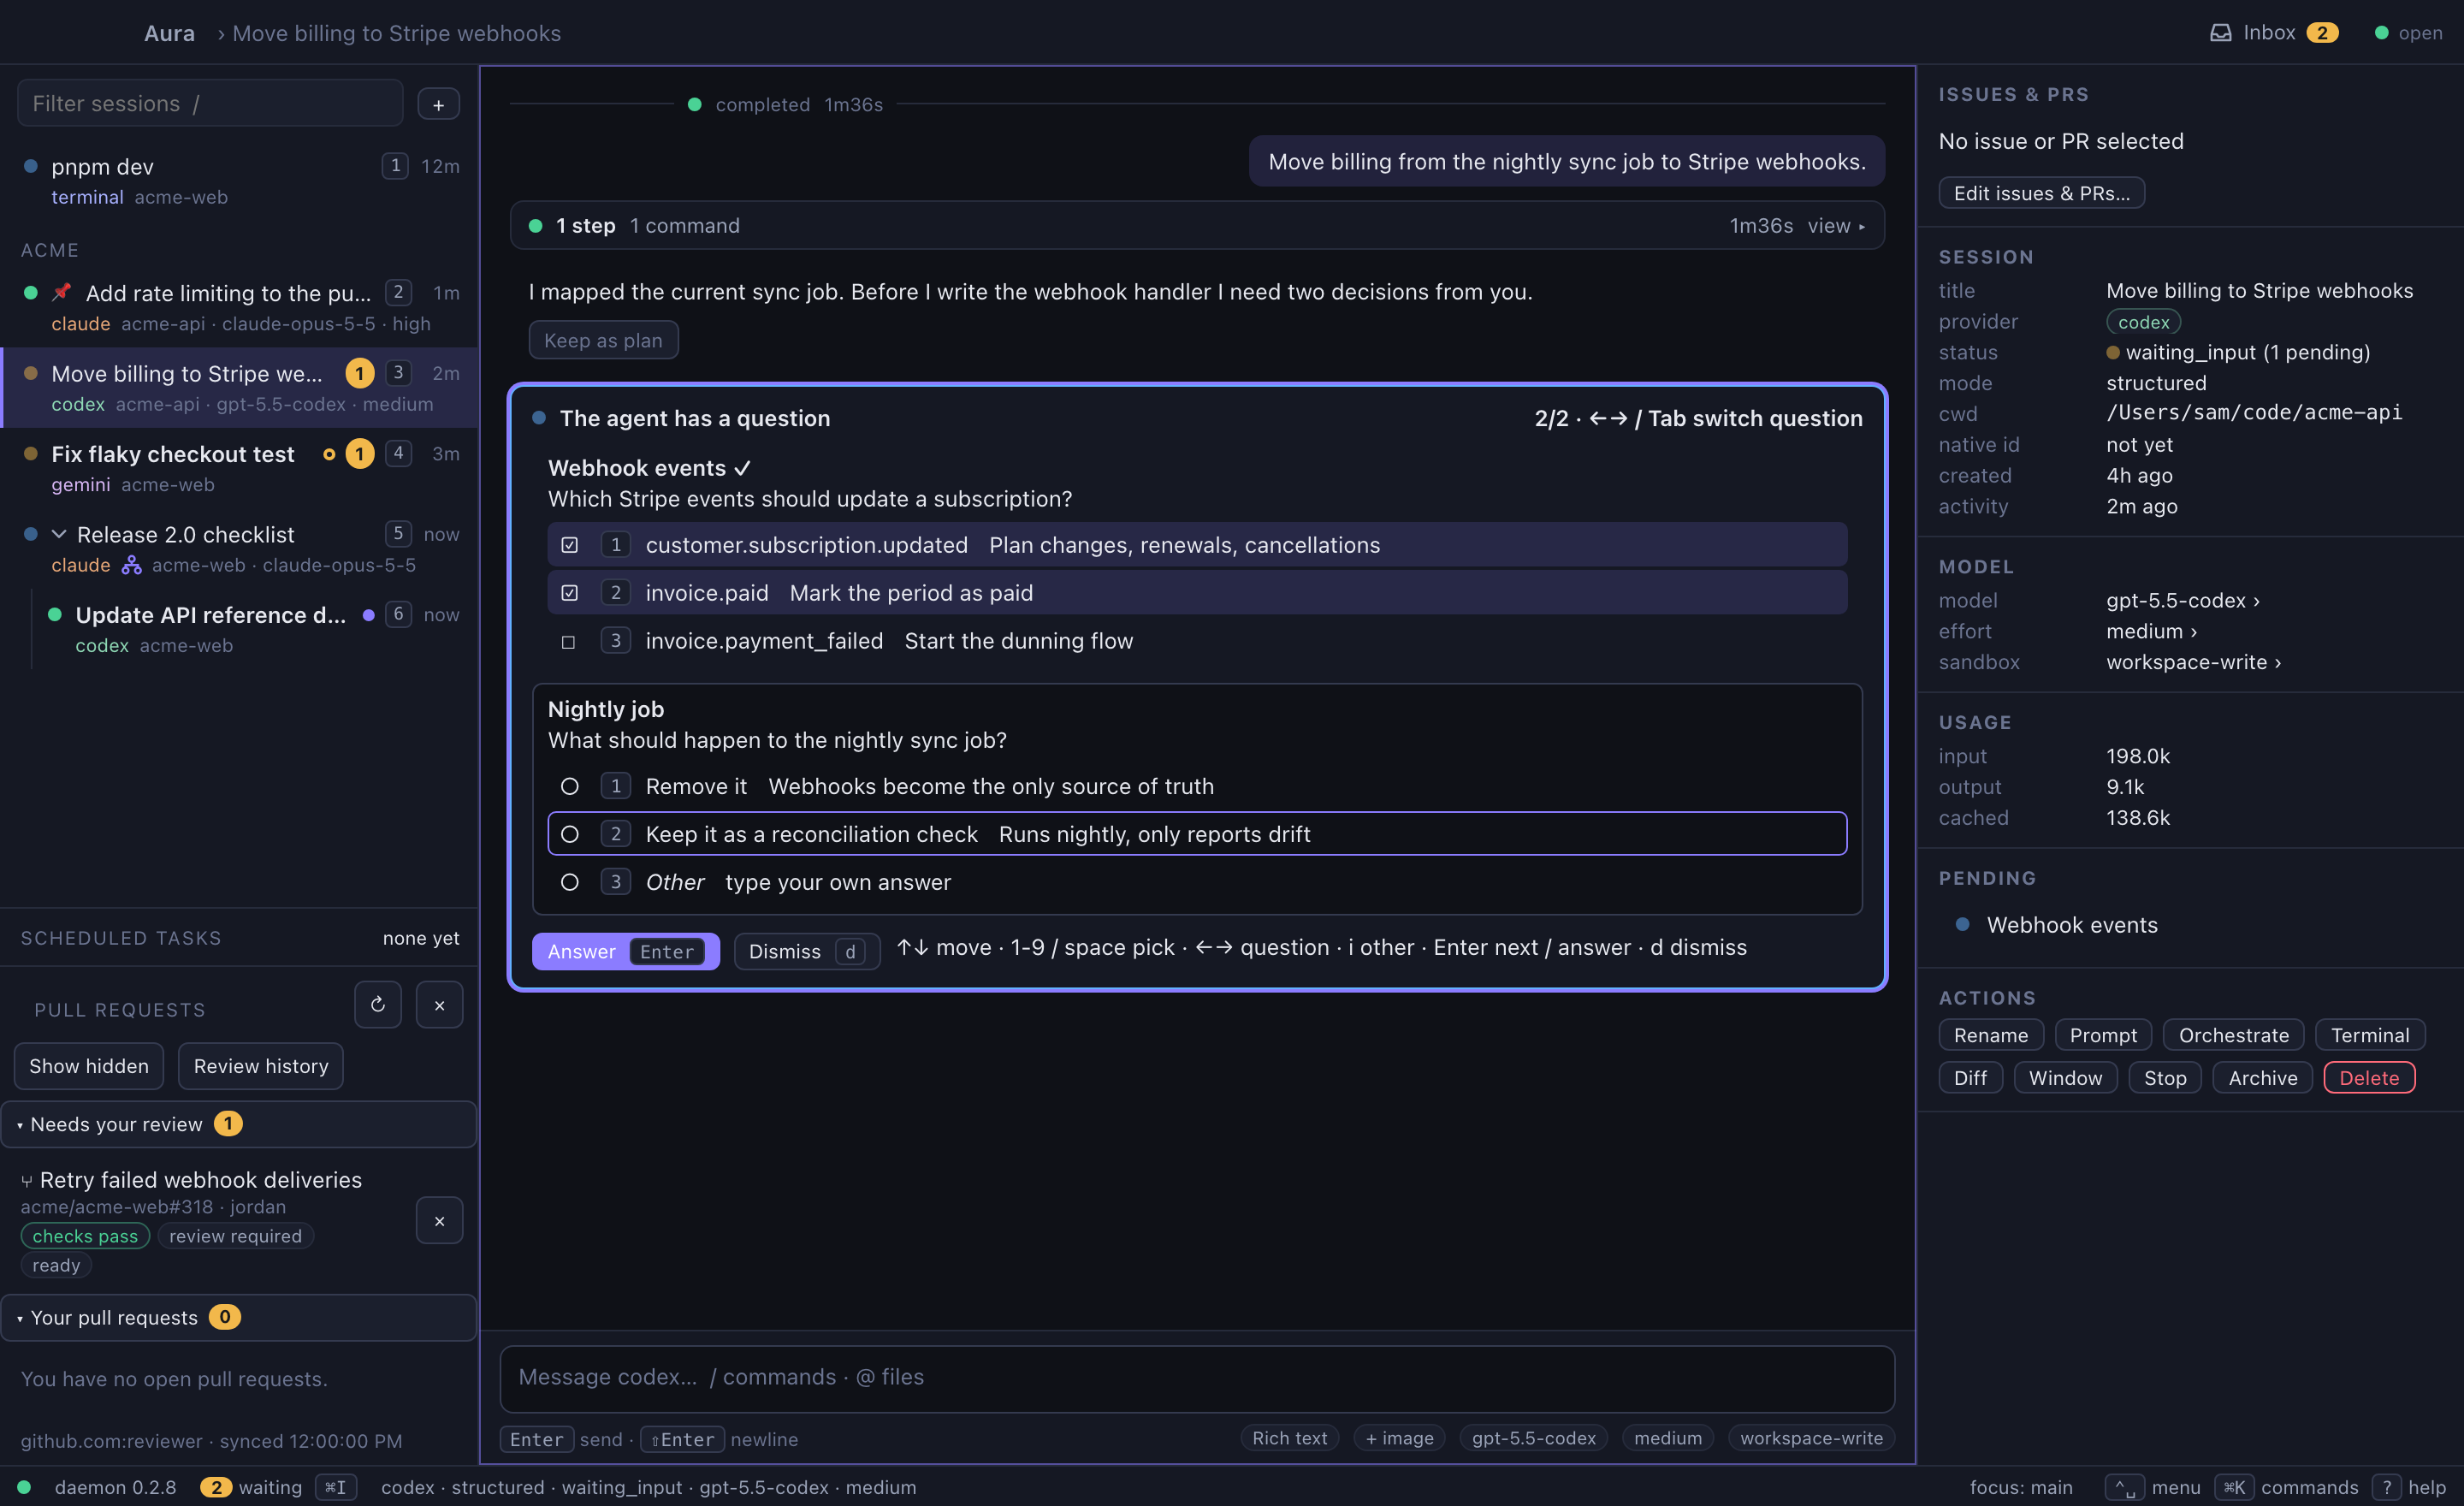 Aura › Move billing to Stripe webhooks
Inbox 2 open
Filter sessions /
+
pnpm dev 1 12m
terminal acme-web
ACME
Add rate limiting to the pu... 2 1m
claude acme-api · claude-opus-5-5 · high
Move billing to Stripe we... 1 3 2m
codex acme-api · gpt-5.5-codex · medium
Fix flaky checkout test 1 4 3m
gemini acme-web
Release 2.0 checklist 5 now
claude acme-web · claude-opus-5-5
Update API reference d... 6 now
codex acme-web
SCHEDULED TASKS none yet
PULL REQUESTS
Show hidden Review history
Needs your review 1
Retry failed webhook deliveries
acme/acme-web#318 · jordan
checks pass review required
ready
Your pull requests 0
You have no open pull requests.
github.com:reviewer · synced 12:00:00 PM
completed 1m36s
Move billing from the nightly sync job to Stripe webhooks.
1 step 1 command 1m36s view ▸
I mapped the current sync job. Before I write the webhook handler I need two decisions from you.
Keep as plan
The agent has a question 2/2 · ←→ / Tab switch question
Webhook events ✓
Which Stripe events should update a subscription?
1 customer.subscription.updated Plan changes, renewals, cancellations
2 invoice.paid Mark the period as paid
3 invoice.payment_failed Start the dunning flow
Nightly job
What should happen to the nightly sync job?
1 Remove it Webhooks become the only source of truth
2 Keep it as a reconciliation check Runs nightly, only reports drift
3 Other type your own answer
Answer Enter Dismiss d ↑↓ move · 1-9 / space pick · ←→ question · i other · Enter next / answer · d dismiss
Message codex... / commands · @ files
Enter send · ⇧Enter newline
Rich text + image gpt-5.5-codex medium workspace-write
ISSUES & PRS
No issue or PR selected
Edit issues & PRs...
SESSION
title Move billing to Stripe webhooks
provider codex
status waiting_input (1 pending)
mode structured
cwd /Users/sam/code/acme-api
native id not yet
created 4h ago
activity 2m ago
MODEL
model gpt-5.5-codex ›
effort medium ›
sandbox workspace-write ›
USAGE
input 198.0k
output 9.1k
cached 138.6k
PENDING
Webhook events
ACTIONS
Rename Prompt Orchestrate Terminal
Diff Window Stop Archive Delete
daemon 0.2.8 2 waiting ⌘I codex · structured · waiting_input · gpt-5.5-codex · medium
focus: main ^␣ menu ⌘K commands ? help